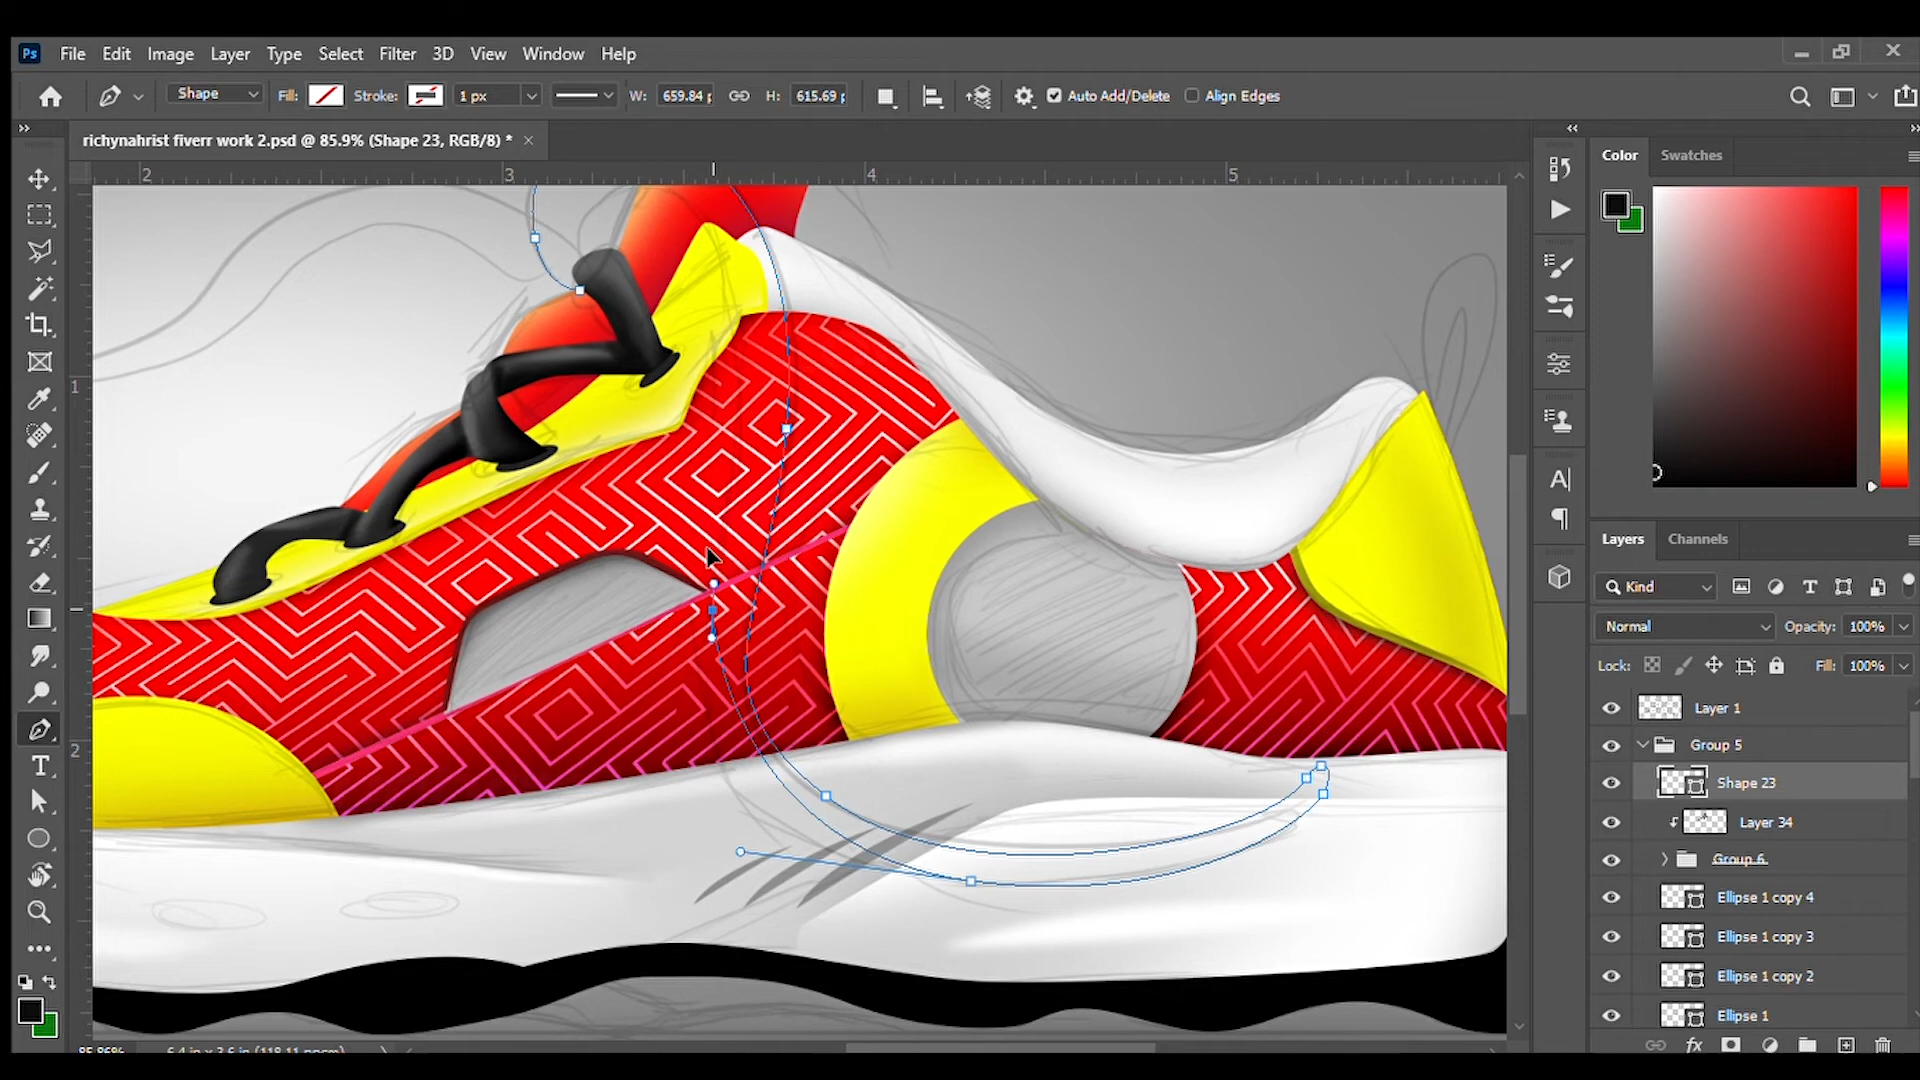 Ps File Edit Image Layer Type Select Filter 3D View Window Help
Shape Fill: Stroke: 1 px W: 659.84 H: 615.69 Auto Add/Delete Align Edges
richynahrist fiverr work 2.psd @ 85.9% (Shape 23, RGB/8) *
Color Swatches
2 3 4 5
1
2
Layers Channels
Kind
Normal Opacity: 100%
Lock: Fill: 100%
Layer 1
Group 5
Shape 23
Layer 34
Group 6
Ellipse 1 copy 4
Ellipse 1 copy 3
Ellipse 1 copy 2
Ellipse 1
fx